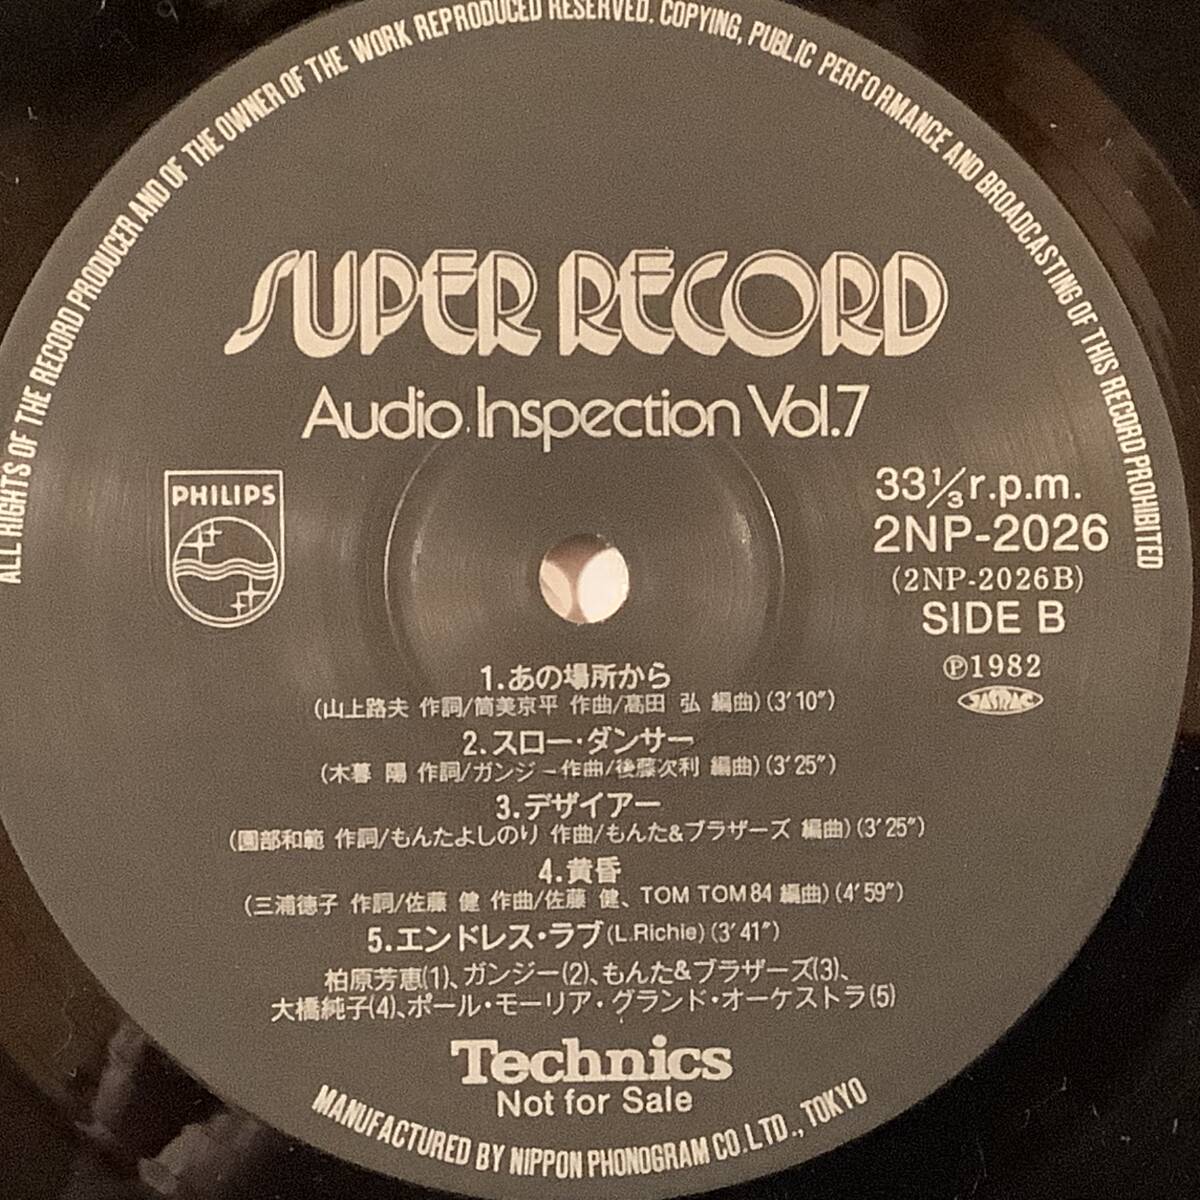 ALL RIGHTS OF THE RECORD PRODUCER AND OF THE OWNER OF THE WORK REPRODUCED RESERVED. COPYING, PUBLIC PERFORMANCE AND BROADCASTING OF THIS RECORD PROHIBITED
SUPER RECORD
Audio Inspection Vol.7
PHILIPS
33⅓ r.p.m.
2NP-2026
(2NP-2026B)
SIDE B
℗1982
JASRAC
1.あの場所から
(山上路夫 作詞/筒美京平 作曲/高田 弘 編曲)(3′10″)
2.スロー・ダンサー
(木暮 陽 作詞/ガンジー作曲/後藤次利 編曲)(3′25″)
3.デザイアー
(園部和範 作詞/もんたよしのり 作曲/もんた&ブラザーズ 編曲)(3′25″)
4.黄昏
(三浦徳子 作詞/佐藤 健 作曲/佐藤 健、TOM TOM 84 編曲)(4′59″)
5.エンドレス・ラブ(L.Richie)(3′41″)
柏原芳恵(1)、ガンジー(2)、もんた&ブラザーズ(3)、
大橋純子(4)、ポール・モーリア・グランド・オーケストラ(5)
Technics
Not for Sale
MANUFACTURED BY NIPPON PHONOGRAM CO.LTD., TOKYO